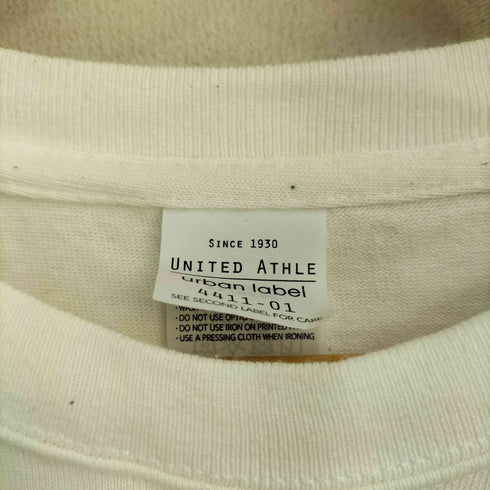 SINCE 1930
UNITED ATHLE
urban label
4411-01
SEE SECOND LABEL FOR CARE
• DO NOT USE
• DO NOT USE IRON ON PRINTED
• USE A PRESSING CLOTH WHEN IRONING